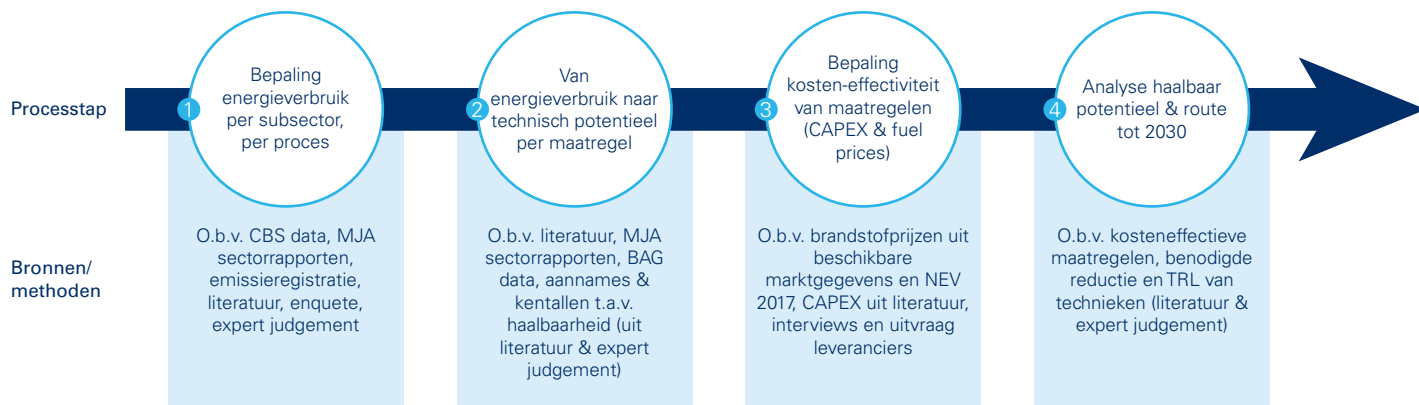 Processtap
1
Bepaling
energieverbruik
per subsector,
per proces
2
Van
energieverbruik naar
technisch potentieel
per maatregel
3
Bepaling
kosten-effectiviteit
van maatregelen
(CAPEX & fuel
prices)
4
Analyse haalbaar
potentieel & route
tot 2030
Bronnen/
methoden
O.b.v. CBS data, MJA
sectorrapporten,
emissieregistratie,
literatuur, enquete,
expert judgement
O.b.v. literatuur, MJA
sectorrapporten, BAG
data, aannames &
kentallen t.a.v.
haalbaarheid (uit
literatuur & expert
judgement)
O.b.v. brandstofprijzen uit
beschikbare
marktgegevens en NEV
2017, CAPEX uit literatuur,
interviews en uitvraag
leveranciers
O.b.v. kosteneffectieve
maatregelen, benodigde
reductie en TRL van
technieken (literatuur &
expert judgement)